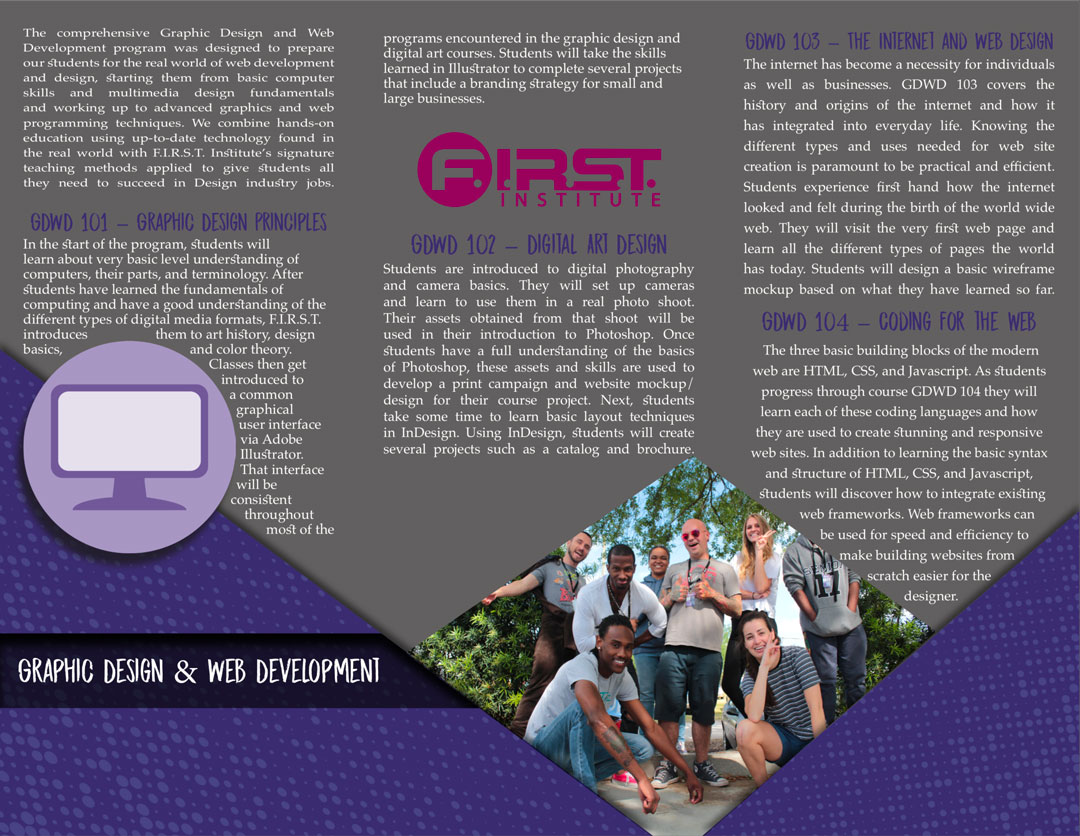 The comprehensive Graphic Design and Web
Development program was designed to prepare
our students for the real world of web development
and design, starting them from basic computer
skills and multimedia design fundamentals
and working up to advanced graphics and web
programming techniques. We combine hands-on
education using up-to-date technology found in
the real world with F.I.R.S.T. Institute's signature
teaching methods applied to give students all
they need to succeed in Design industry jobs.
GDWD 101 – GRAPHIC DESIGN PRINCIPLES
In the start of the program, students will
learn about very basic level understanding of
computers, their parts, and terminology. After
students have learned the fundamentals of
computing and have a good understanding of the
different types of digital media formats, F.I.R.S.T.
introduces them to art history, design
basics, and color theory.
Classes then get
introduced to
a common
graphical
user interface
via Adobe
Illustrator.
That interface
will be
consistent
throughout
most of the
GRAPHIC DESIGN & WEB DEVELOPMENT
programs encountered in the graphic design and
digital art courses. Students will take the skills
learned in Illustrator to complete several projects
that include a branding strategy for small and
large businesses.
F.I.R.S.T.
INSTITUTE
GDWD 102 – DIGITAL ART DESIGN
Students are introduced to digital photography
and camera basics. They will set up cameras
and learn to use them in a real photo shoot.
Their assets obtained from that shoot will be
used in their introduction to Photoshop. Once
students have a full understanding of the basics
of Photoshop, these assets and skills are used to
develop a print campaign and website mockup/
design for their course project. Next, students
take some time to learn basic layout techniques
in InDesign. Using InDesign, students will create
several projects such as a catalog and brochure.
GDWD 103 – THE INTERNET AND WEB DESIGN
The internet has become a necessity for individuals
as well as businesses. GDWD 103 covers the
history and origins of the internet and how it
has integrated into everyday life. Knowing the
different types and uses needed for web site
creation is paramount to be practical and efficient.
Students experience first hand how the internet
looked and felt during the birth of the world wide
web. They will visit the very first web page and
learn all the different types of pages the world
has today. Students will design a basic wireframe
mockup based on what they have learned so far.
GDWD 104 – CODING FOR THE WEB
The three basic building blocks of the modern
web are HTML, CSS, and Javascript. As students
progress through course GDWD 104 they will
learn each of these coding languages and how
they are used to create stunning and responsive
web sites. In addition to learning the basic syntax
and structure of HTML, CSS, and Javascript,
students will discover how to integrate existing
web frameworks. Web frameworks can
be used for speed and efficiency to
make building websites from
scratch easier for the
designer.